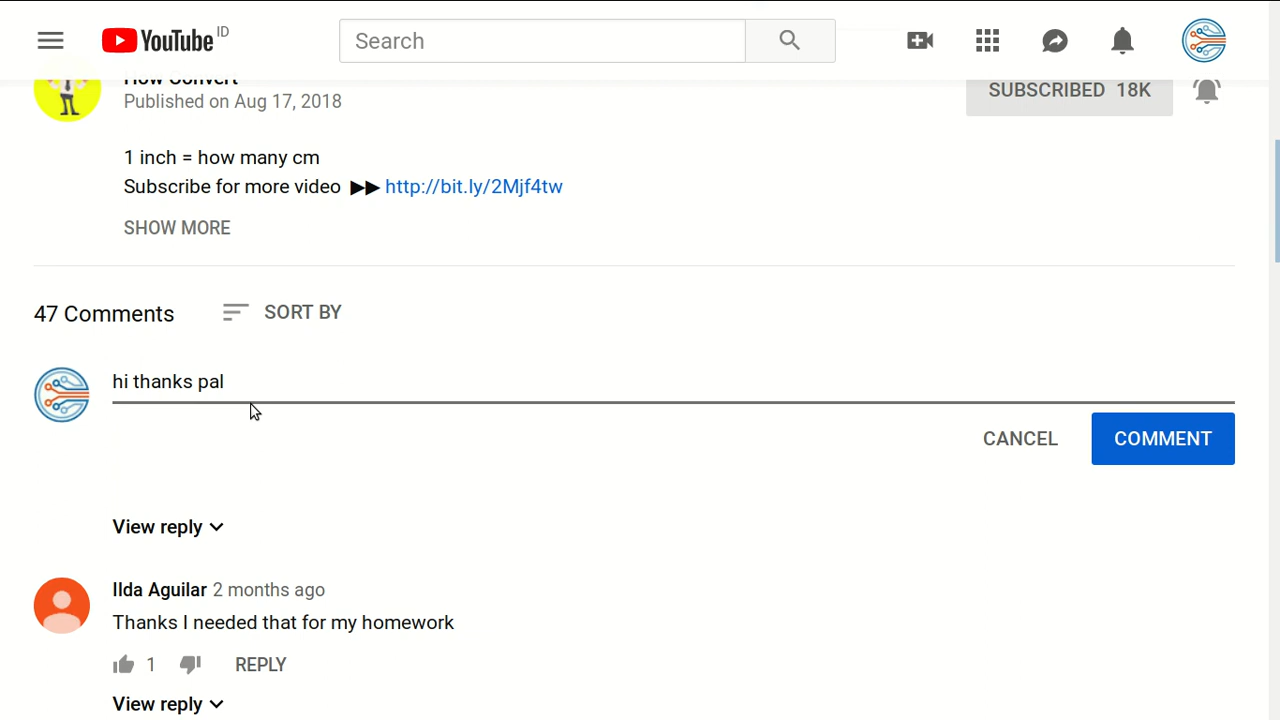 YouTube ID
Search
How Convert
Published on Aug 17, 2018
SUBSCRIBED 18K
1 inch = how many cm
Subscribe for more video ▶▶ http://bit.ly/2Mjf4tw
SHOW MORE
47 Comments
SORT BY
hi thanks pal
CANCEL
COMMENT
View reply
Ilda Aguilar 2 months ago
Thanks I needed that for my homework
1
REPLY
View reply